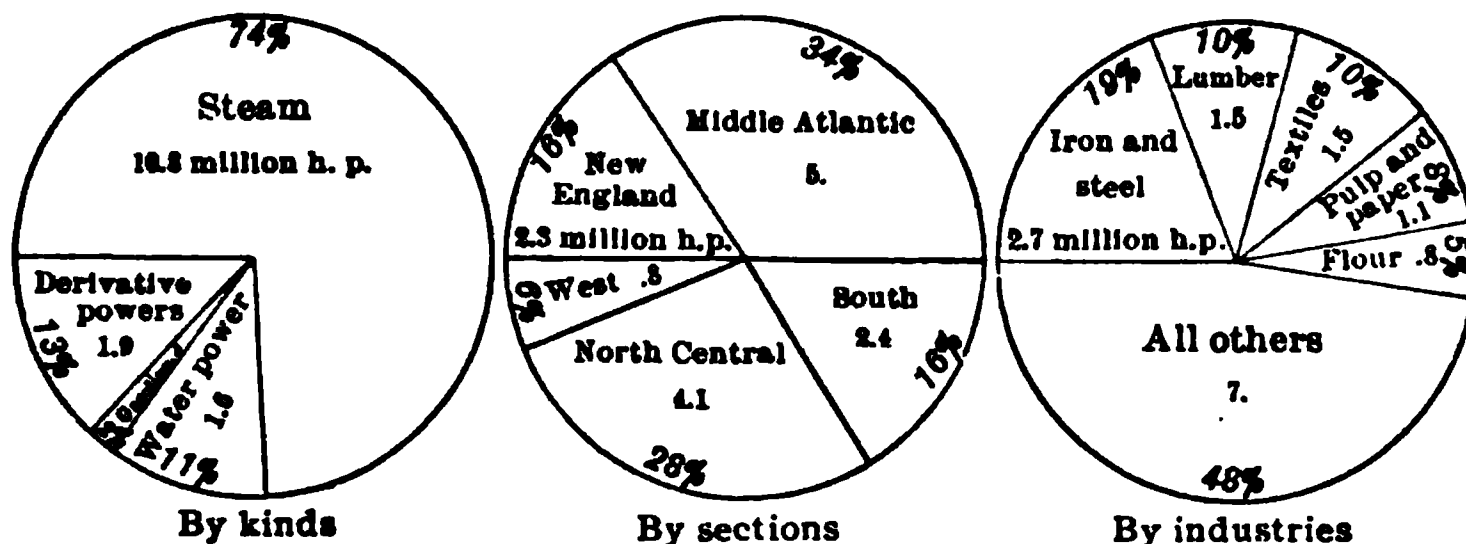 74%
Steam
10.8 million h. p.
Derivative
powers
1.9
13%
Water power
1.6
11%
By kinds
34%
Middle Atlantic
5.
16%
New
England
2.3 million h.p.
West .8
6%
South
2.4
16%
North Central
4.1
28%
By sections
19%
Iron and
steel
2.7 million h.p.
10%
Lumber
1.5
10%
Textiles
1.5
Pulp and
paper
1.1
8%
Flour .8
5%
All others
7.
48%
By industries